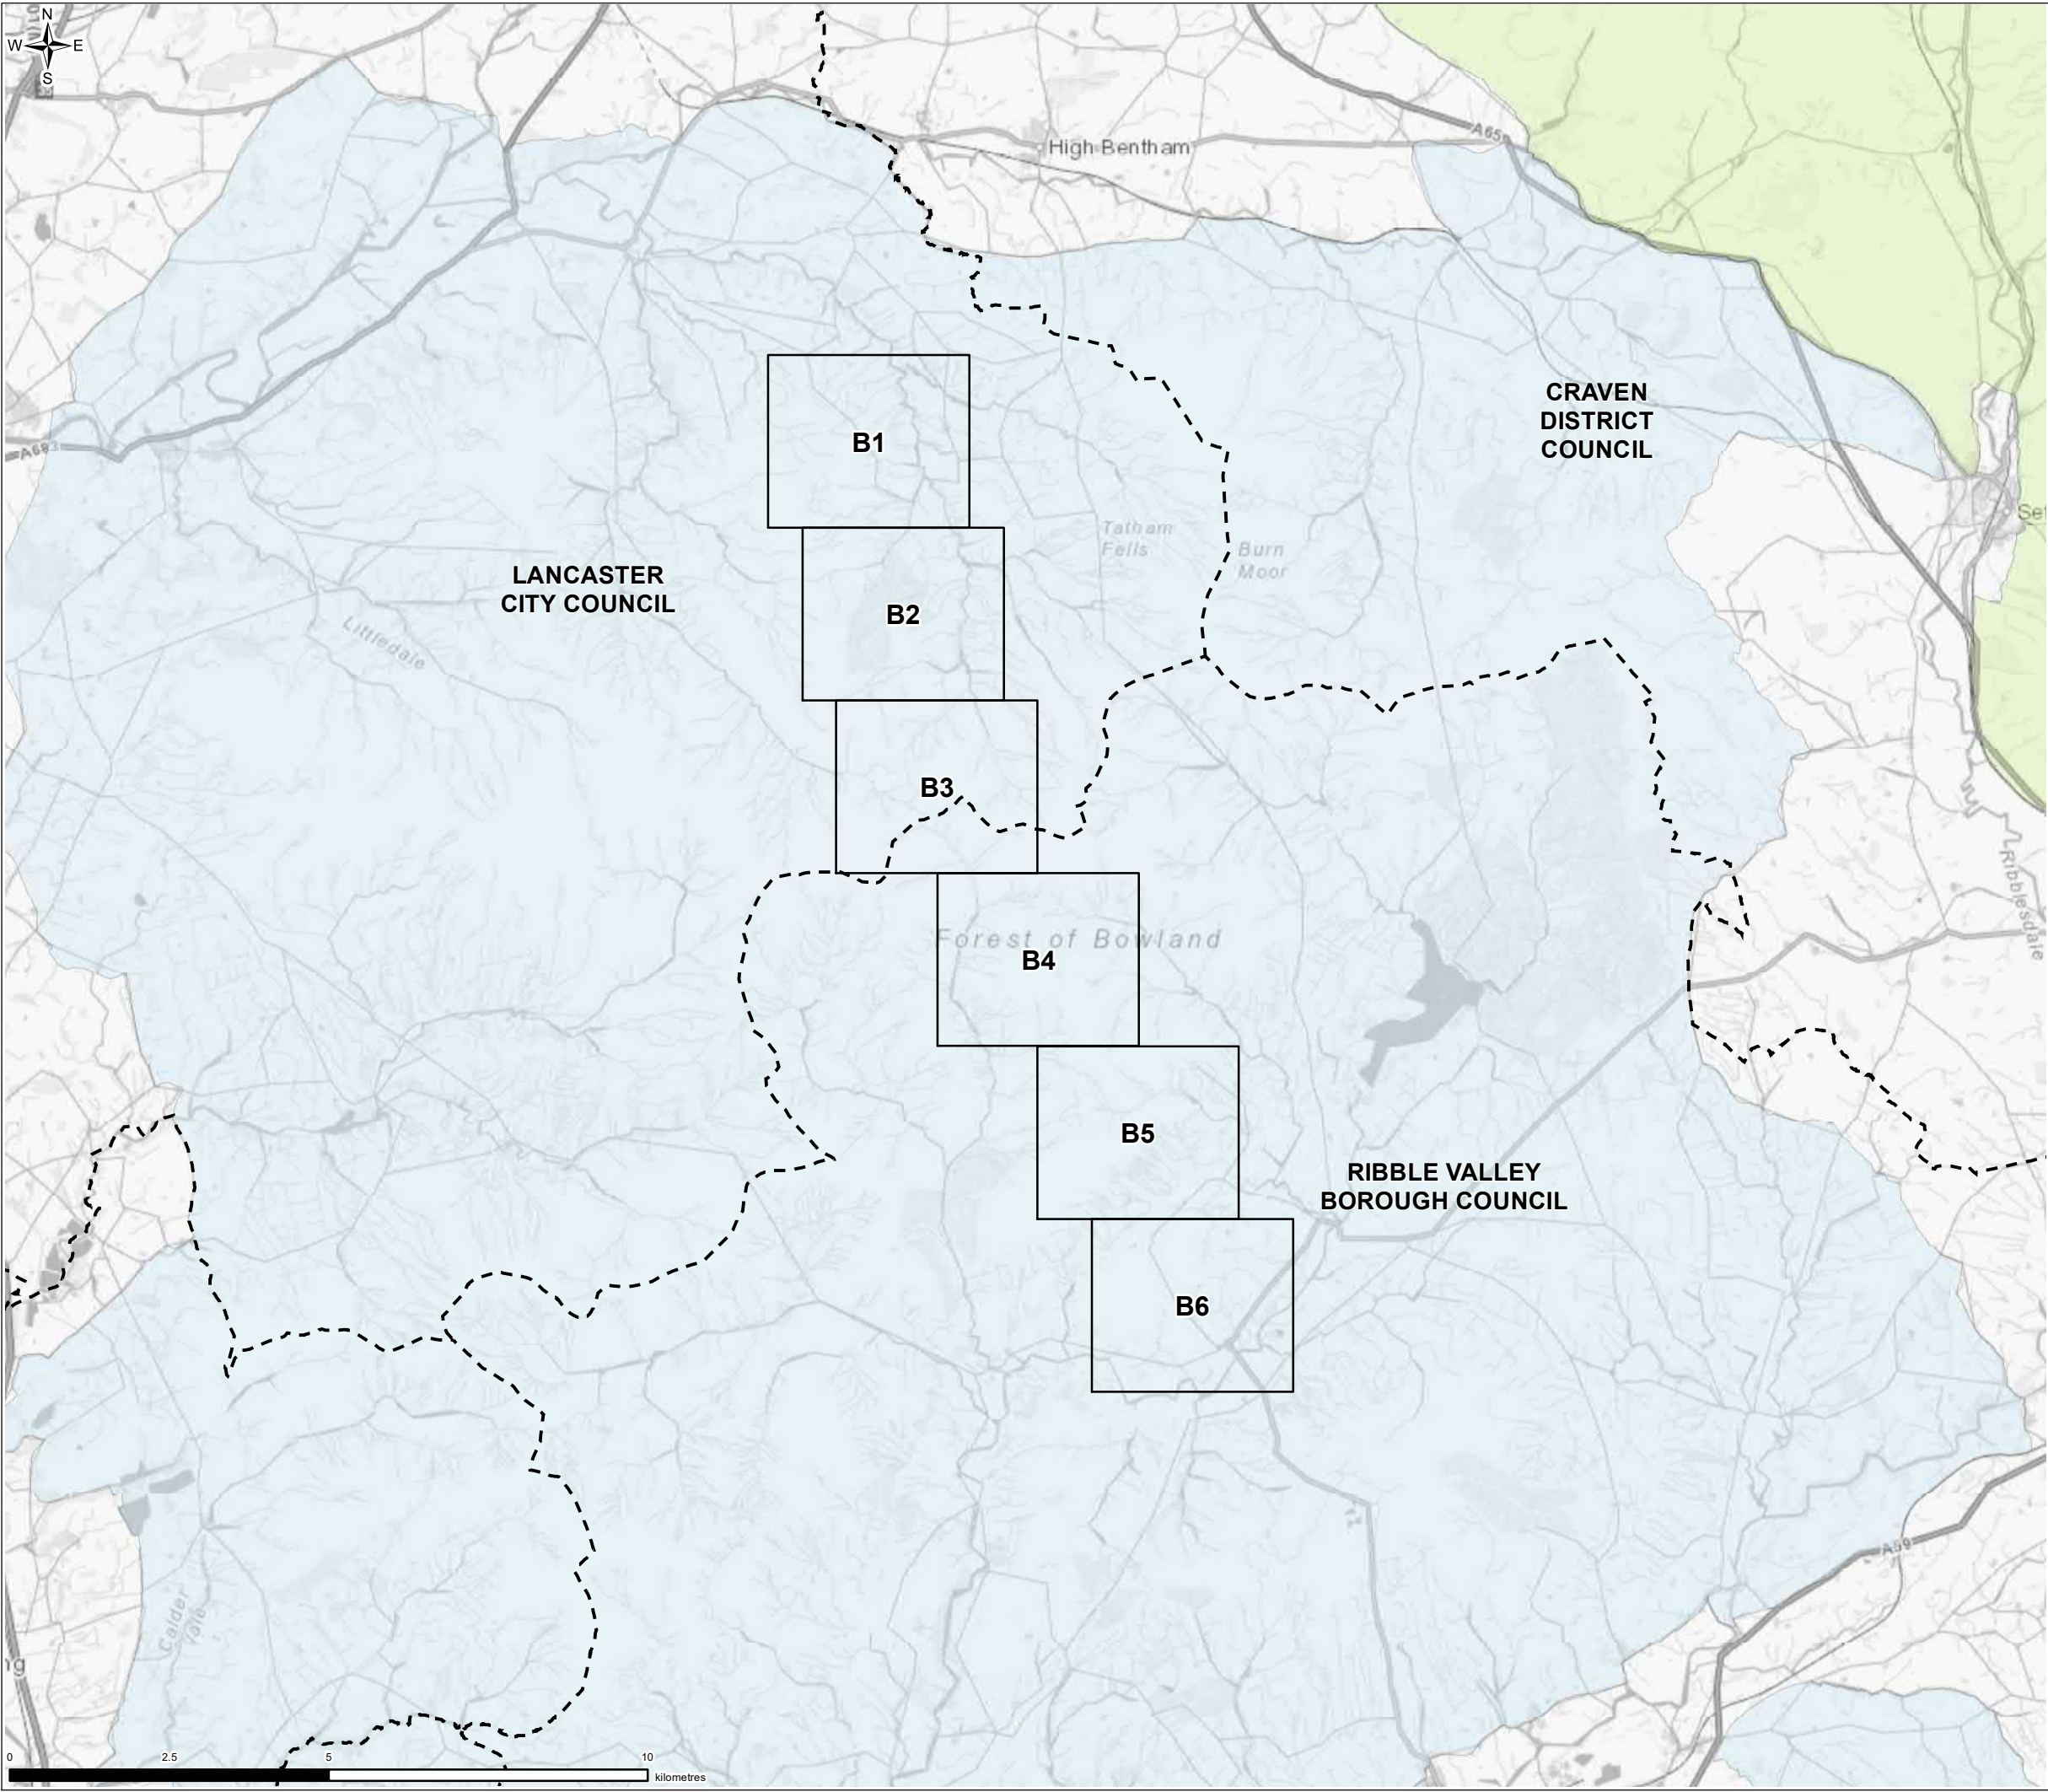 N
W E
S
High Bentham
A65
CRAVEN
DISTRICT
COUNCIL
B1
A683
Tatham
Fells
Burn
Moor
LANCASTER
CITY COUNCIL
B2
Littledale
B3
Ribblesdale
Forest of Bowland
B4
B5
RIBBLE VALLEY
BOROUGH COUNCIL
B6
A59
Calder
Vale
0 2.5 5 10
kilometres